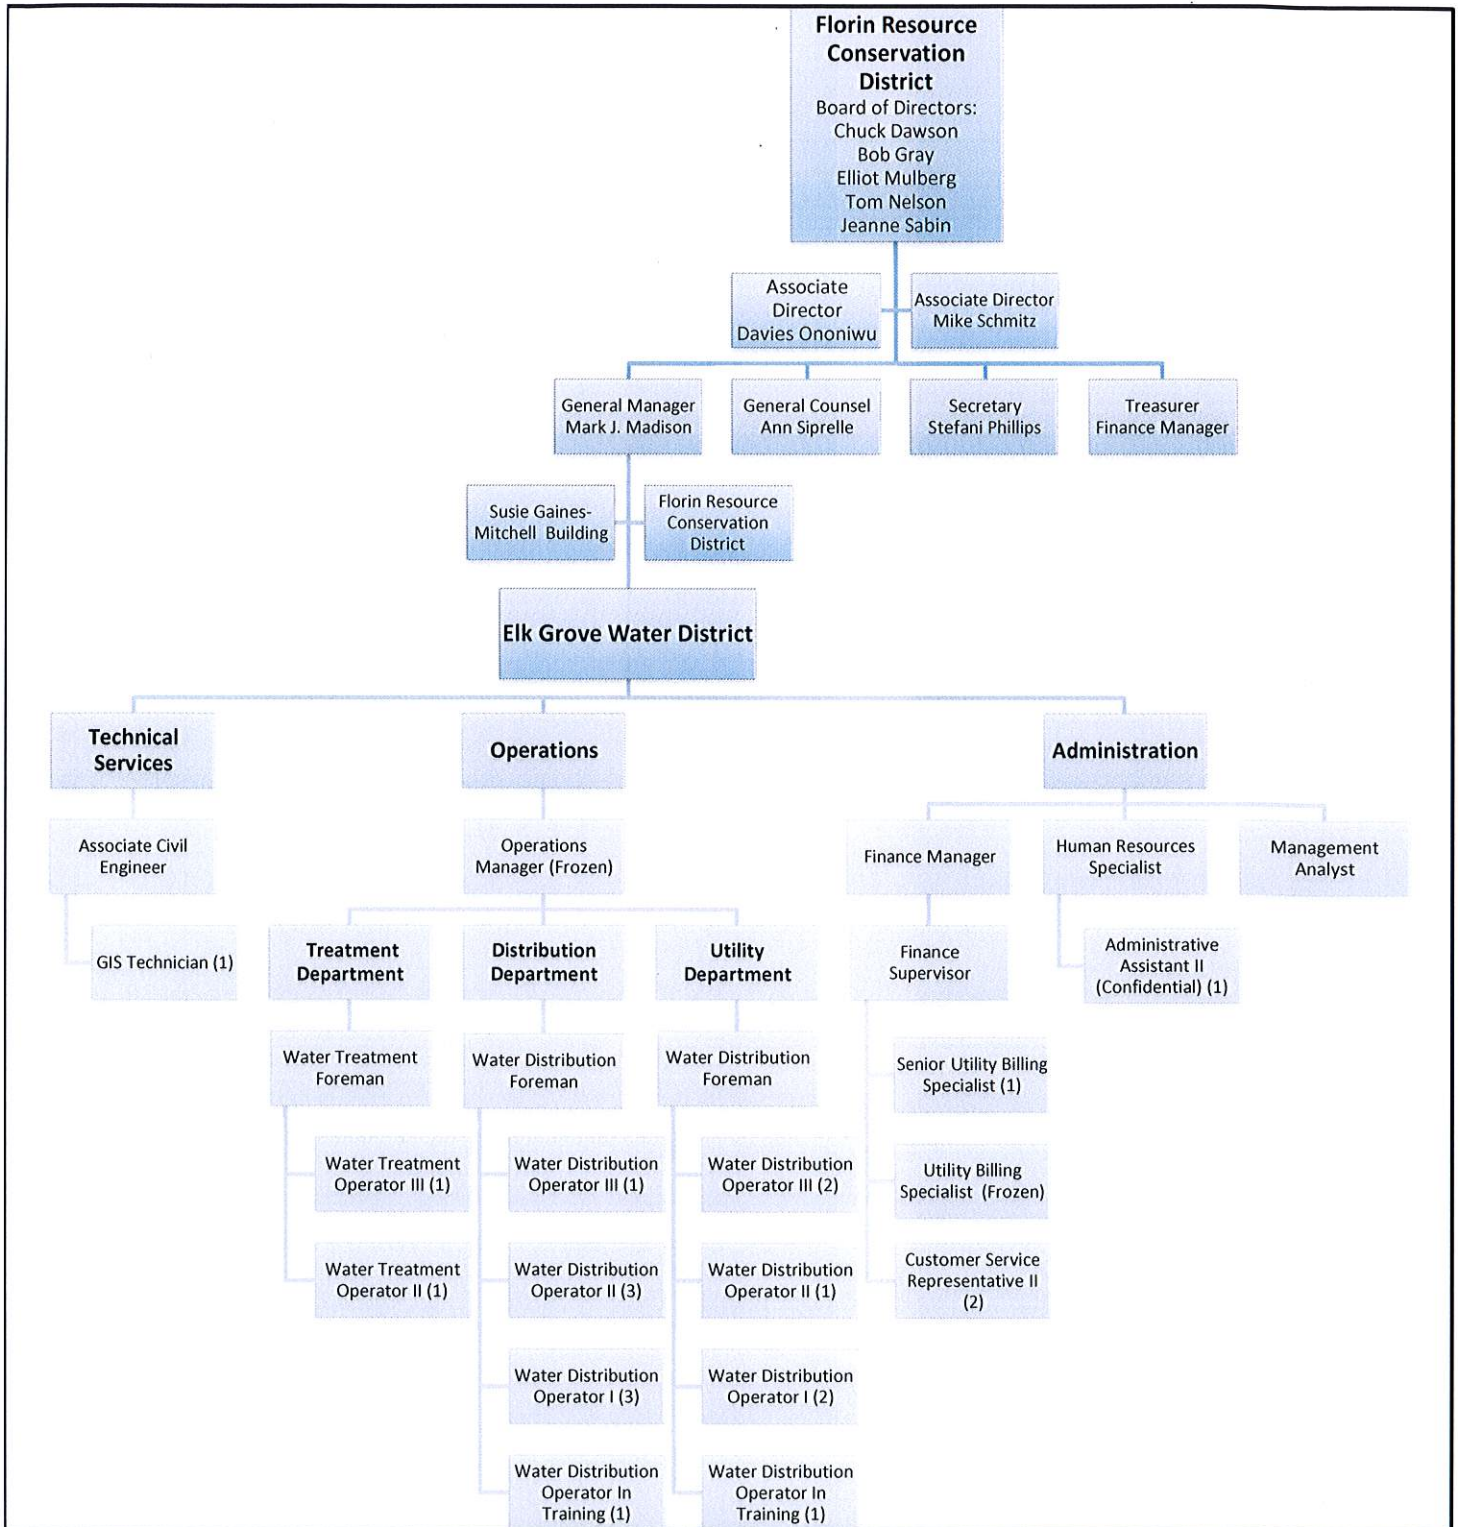 Florin Resource
Conservation
District
Board of Directors:
Chuck Dawson
Bob Gray
Elliot Mulberg
Tom Nelson
Jeanne Sabin
Associate
Director
Davies Ononiwu
Associate Director
Mike Schmitz
General Manager
Mark J. Madison
General Counsel
Ann Siprelle
Secretary
Stefani Phillips
Treasurer
Finance Manager
Susie Gaines-
Mitchell Building
Florin Resource
Conservation
District
Elk Grove Water District
Technical
Services
Operations
Administration
Associate Civil
Engineer
Operations
Manager (Frozen)
Finance Manager
Human Resources
Specialist
Management
Analyst
GIS Technician (1)
Treatment
Department
Distribution
Department
Utility
Department
Finance
Supervisor
Administrative
Assistant II
(Confidential) (1)
Water Treatment
Foreman
Water Distribution
Foreman
Water Distribution
Foreman
Senior Utility Billing
Specialist (1)
Water Treatment
Operator III (1)
Water Distribution
Operator III (1)
Water Distribution
Operator III (2)
Utility Billing
Specialist (Frozen)
Water Treatment
Operator II (1)
Water Distribution
Operator II (3)
Water Distribution
Operator II (1)
Customer Service
Representative II
(2)
Water Distribution
Operator I (3)
Water Distribution
Operator I (2)
Water Distribution
Operator In
Training (1)
Water Distribution
Operator In
Training (1)